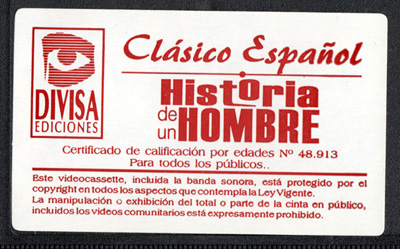 DIVISA
EDICIONES
Clásico Español
Historia
de
un HOMBRE
Certificado de calificación por edades Nº 48.913
Para todos los públicos..
Este videocassette, incluida la banda sonora, está protegido por el
copyright en todos los aspectos que contempla la Ley Vigente.
La manipulación o exhibición del total o parte de la cinta en público,
incluidos los videos comunitarios está expresamente prohibido.